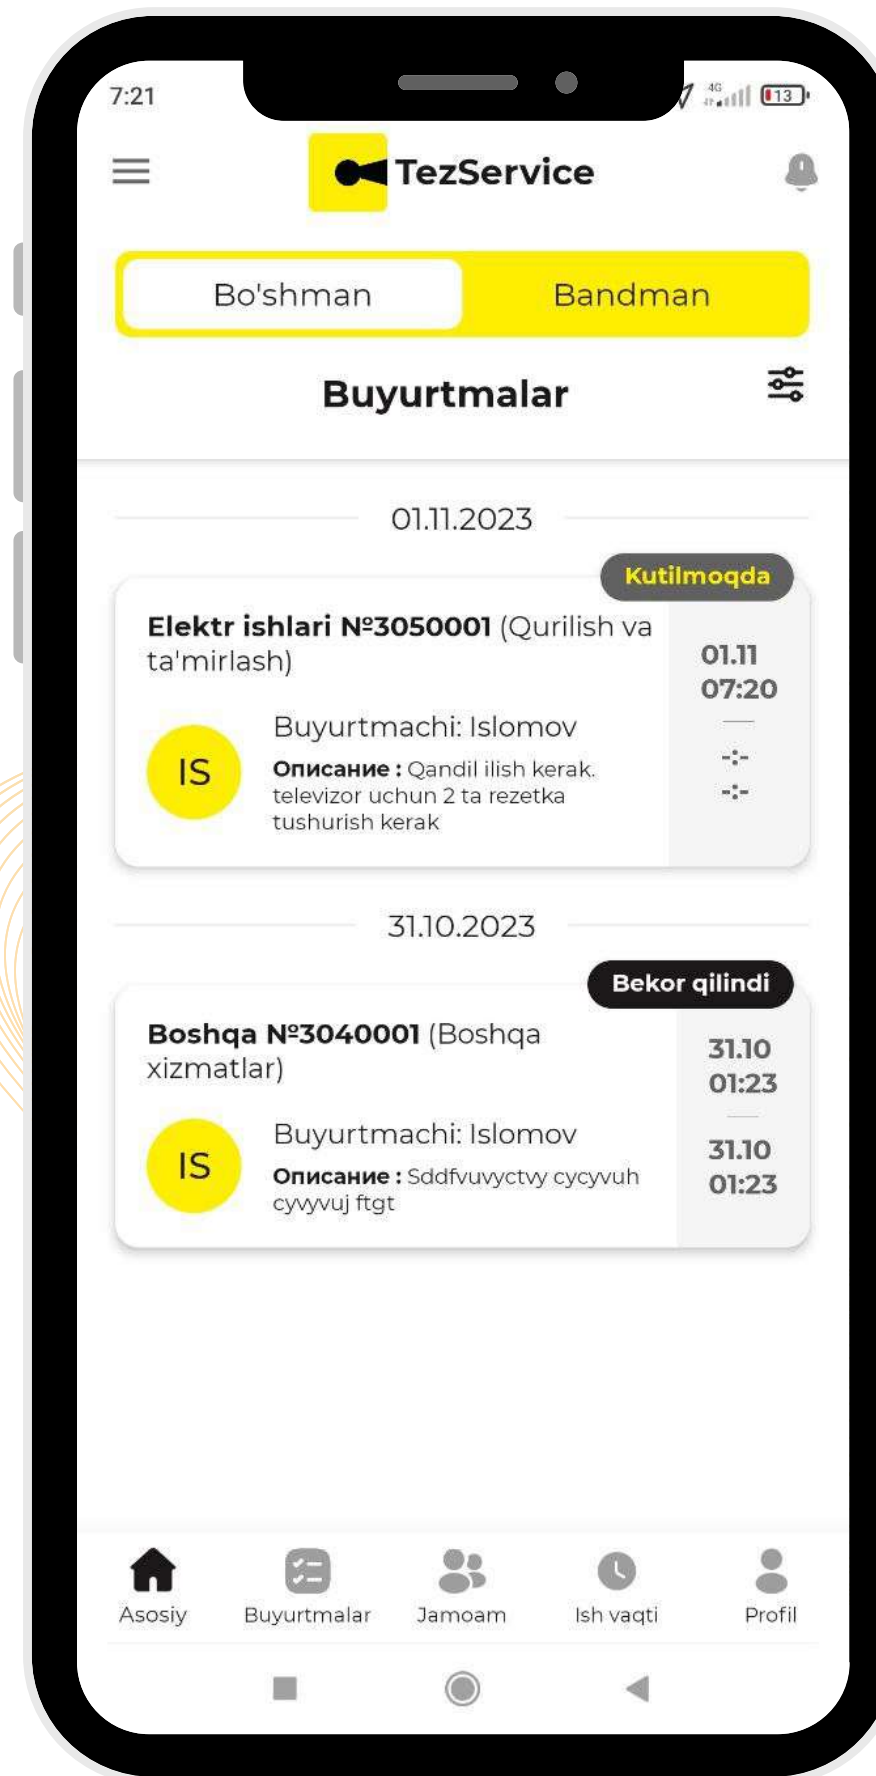 7:21
4G
13
TezService
Bo'shman
Bandman
Buyurtmalar
01.11.2023
Kutilmoqda
Elektr ishlari №3050001 (Qurilish va
ta'mirlash)
01.11
07:20
-:-
-:-
IS
Buyurtmachi: Islomov
Описание : Qandil ilish kerak.
televizor uchun 2 ta rezetka
tushurish kerak
31.10.2023
Bekor qilindi
Boshqa №3040001 (Boshqa
xizmatlar)
31.10
01:23
31.10
01:23
IS
Buyurtmachi: Islomov
Описание : Sddfvuvyctvy cycyvuh
cyvyvuj ftgt
Asosiy
Buyurtmalar
Jamoam
Ish vaqti
Profil